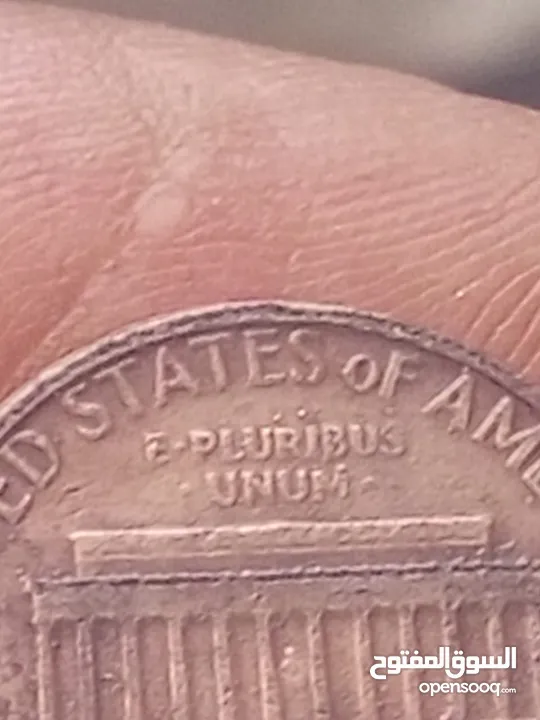 ED STATES OF AME
E·PLURIBUS
·UNUM·
السوق المفتوح
opensooq.com